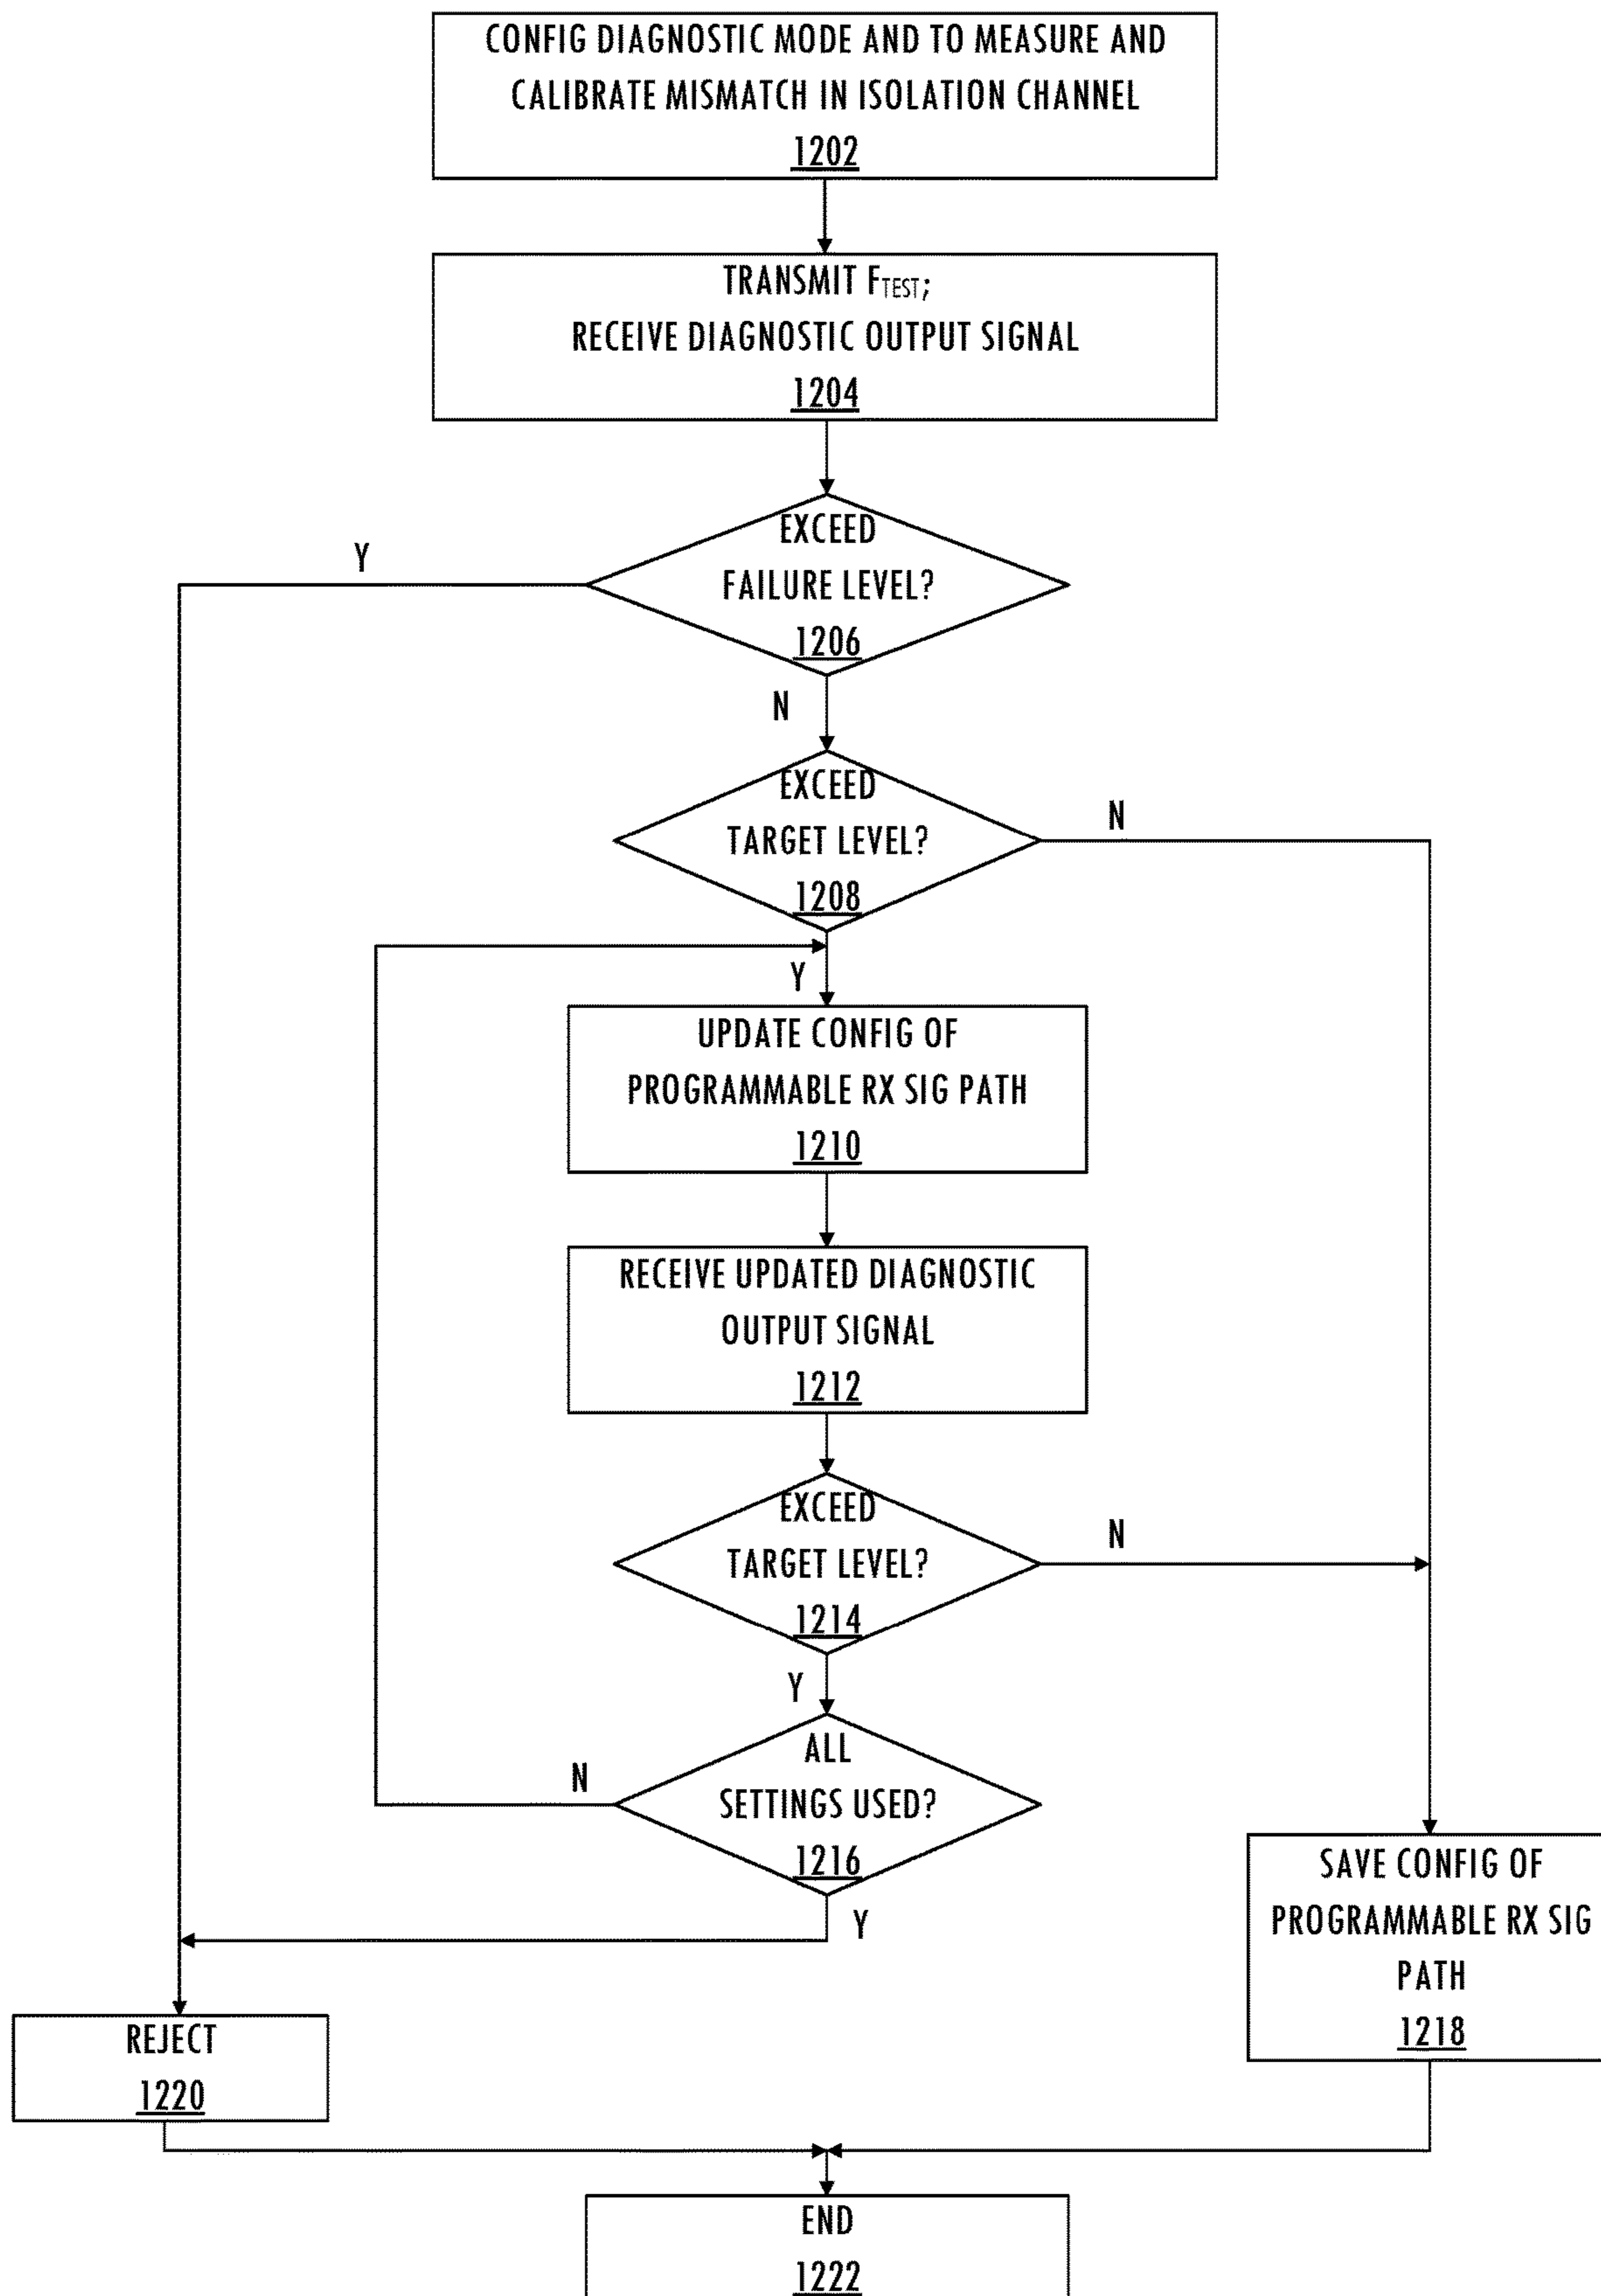 CONFIG DIAGNOSTIC MODE AND TO MEASURE AND
CALIBRATE MISMATCH IN ISOLATION CHANNEL
1202
TRANSMIT FTEST;
RECEIVE DIAGNOSTIC OUTPUT SIGNAL
1204
EXCEED
FAILURE LEVEL?
1206
Y
N
EXCEED
TARGET LEVEL?
1208
N
Y
UPDATE CONFIG OF
PROGRAMMABLE RX SIG PATH
1210
RECEIVE UPDATED DIAGNOSTIC
OUTPUT SIGNAL
1212
EXCEED
TARGET LEVEL?
1214
N
Y
ALL
SETTINGS USED?
1216
N
Y
SAVE CONFIG OF
PROGRAMMABLE RX SIG
PATH
1218
REJECT
1220
END
1222